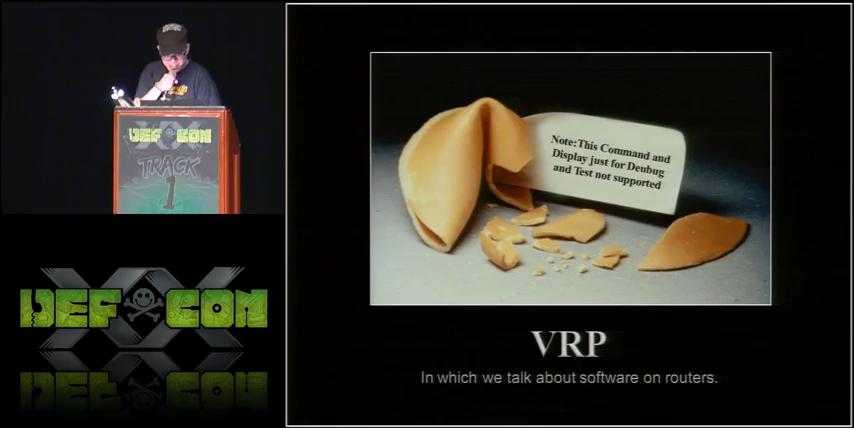 DEF CON
TRACK
1
XX
DEF CON
Note:This Command and
Display just for Deubug
and Test not supported
VRP
In which we talk about software on routers.